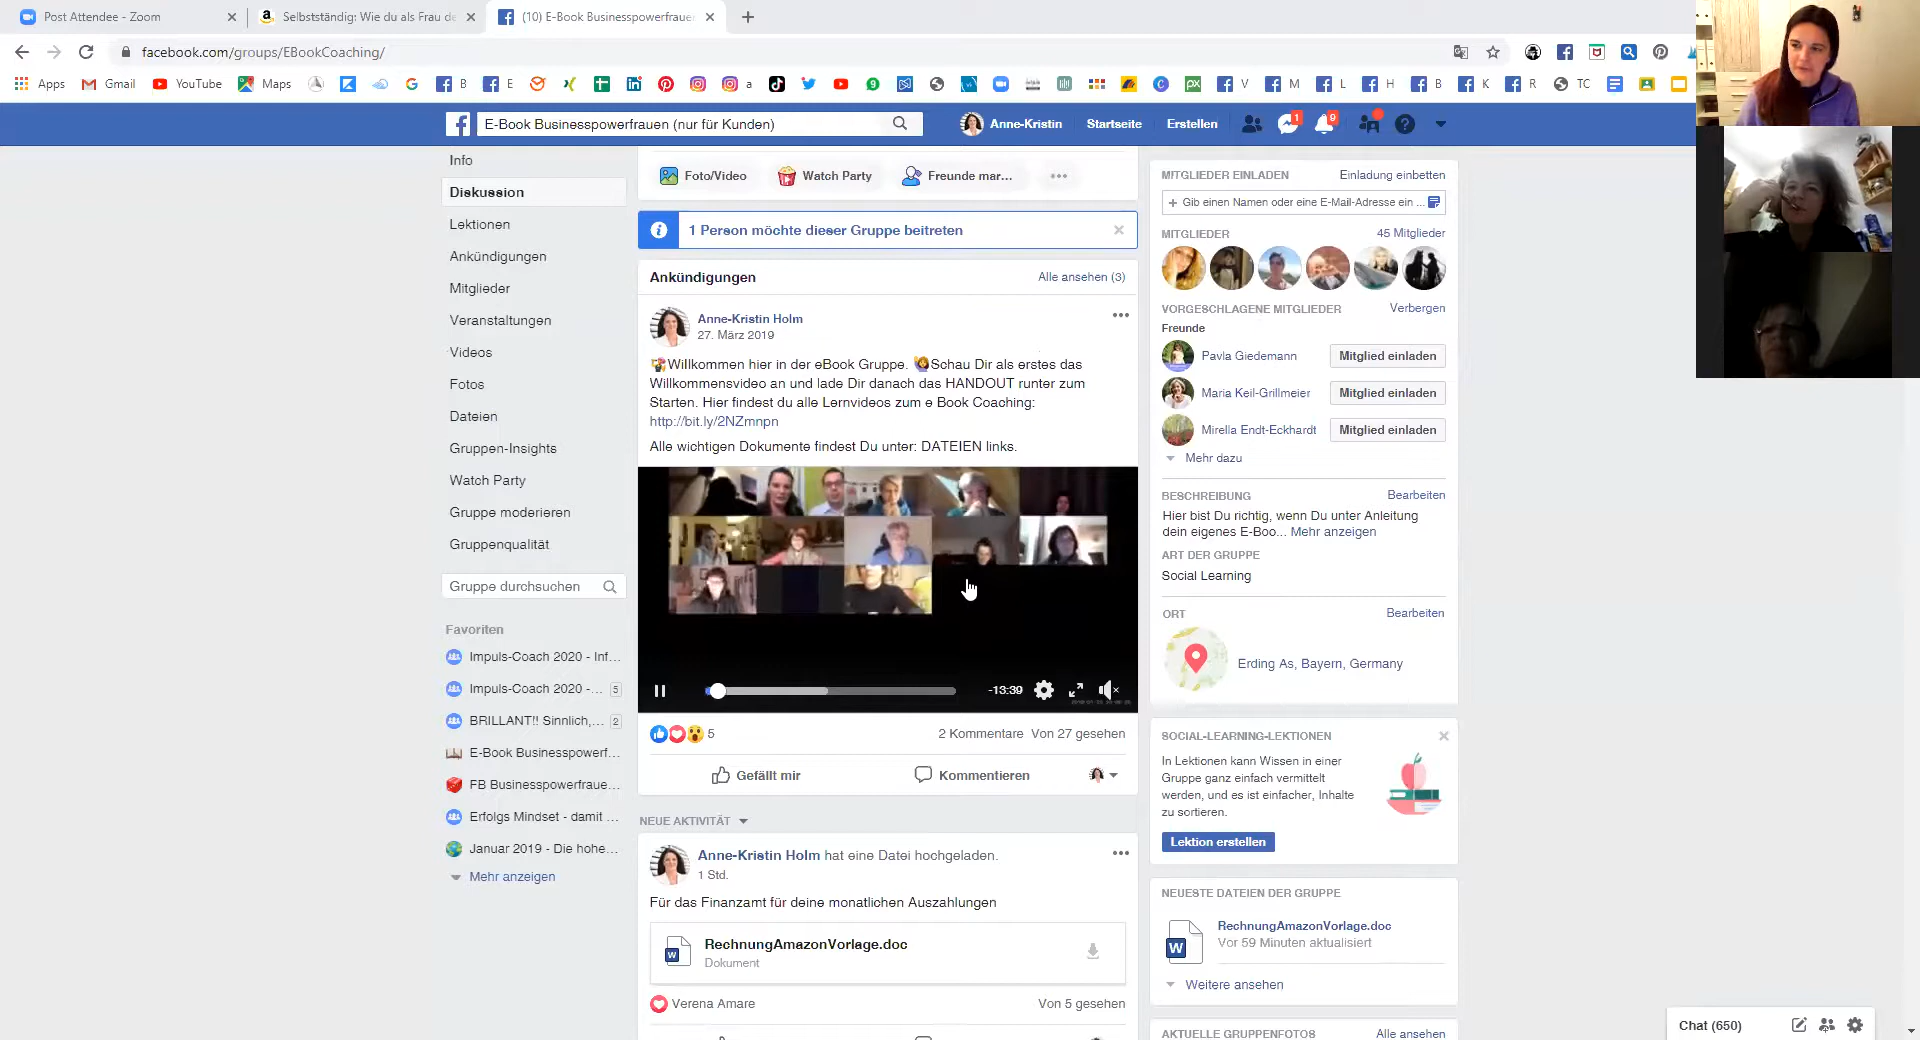 Post Attendee - Zoom
Selbstständig: Wie du als Frau de
(10) E-Book Businesspowerfrauen
facebook.com/groups/EBookCoaching/
Apps
Gmail
YouTube
Maps
B
E
a
V
M
L
H
B
K
R
TC
E-Book Businesspowerfrauen (nur für Kunden)
Anne-Kristin
Startseite
Erstellen
1
9
Info
Diskussion
Lektionen
Ankündigungen
Mitglieder
Veranstaltungen
Videos
Fotos
Dateien
Gruppen-Insights
Watch Party
Gruppe moderieren
Gruppenqualität
Gruppe durchsuchen
Favoriten
Impuls-Coach 2020 - Inf...
Impuls-Coach 2020 -... 5
BRILLANT!! Sinnlich,... 2
E-Book Businesspowerf...
FB Businesspowerfraue...
Erfolgs Mindset - damit ...
Januar 2019 - Die hohe...
Mehr anzeigen
Foto/Video
Watch Party
Freunde mar...
1 Person möchte dieser Gruppe beitreten
Ankündigungen
Alle ansehen (3)
Anne-Kristin Holm
27. März 2019
Willkommen hier in der eBook Gruppe. Schau Dir als erstes das
Willkommensvideo an und lade Dir danach das HANDOUT runter zum
Starten. Hier findest du alle Lernvideos zum e Book Coaching:
http://bit.ly/2NZmnpn
Alle wichtigen Dokumente findest Du unter: DATEIEN links.
-13:39
5
2 Kommentare Von 27 gesehen
Gefällt mir
Kommentieren
NEUE AKTIVITÄT
Anne-Kristin Holm hat eine Datei hochgeladen.
1 Std.
Für das Finanzamt für deine monatlichen Auszahlungen
W
RechnungAmazonVorlage.doc
Dokument
Verena Amare
Von 5 gesehen
MITGLIEDER EINLADEN
Einladung einbetten
+ Gib einen Namen oder eine E-Mail-Adresse ein ...
MITGLIEDER
45 Mitglieder
VORGESCHLAGENE MITGLIEDER
Verbergen
Freunde
Pavla Giedemann
Mitglied einladen
Maria Keil-Grillmeier
Mitglied einladen
Mirella Endt-Eckhardt
Mitglied einladen
Mehr dazu
BESCHREIBUNG
Bearbeiten
Hier bist Du richtig, wenn Du unter Anleitung
dein eigenes E-Boo... Mehr anzeigen
ART DER GRUPPE
Social Learning
ORT
Bearbeiten
Erding As, Bayern, Germany
SOCIAL-LEARNING-LEKTIONEN
In Lektionen kann Wissen in einer
Gruppe ganz einfach vermittelt
werden, und es ist einfacher, Inhalte
zu sortieren.
Lektion erstellen
NEUESTE DATEIEN DER GRUPPE
W
RechnungAmazonVorlage.doc
Vor 59 Minuten aktualisiert
Weitere ansehen
AKTUELLE GRUPPENFOTOS
Alle ansehen
Chat (650)